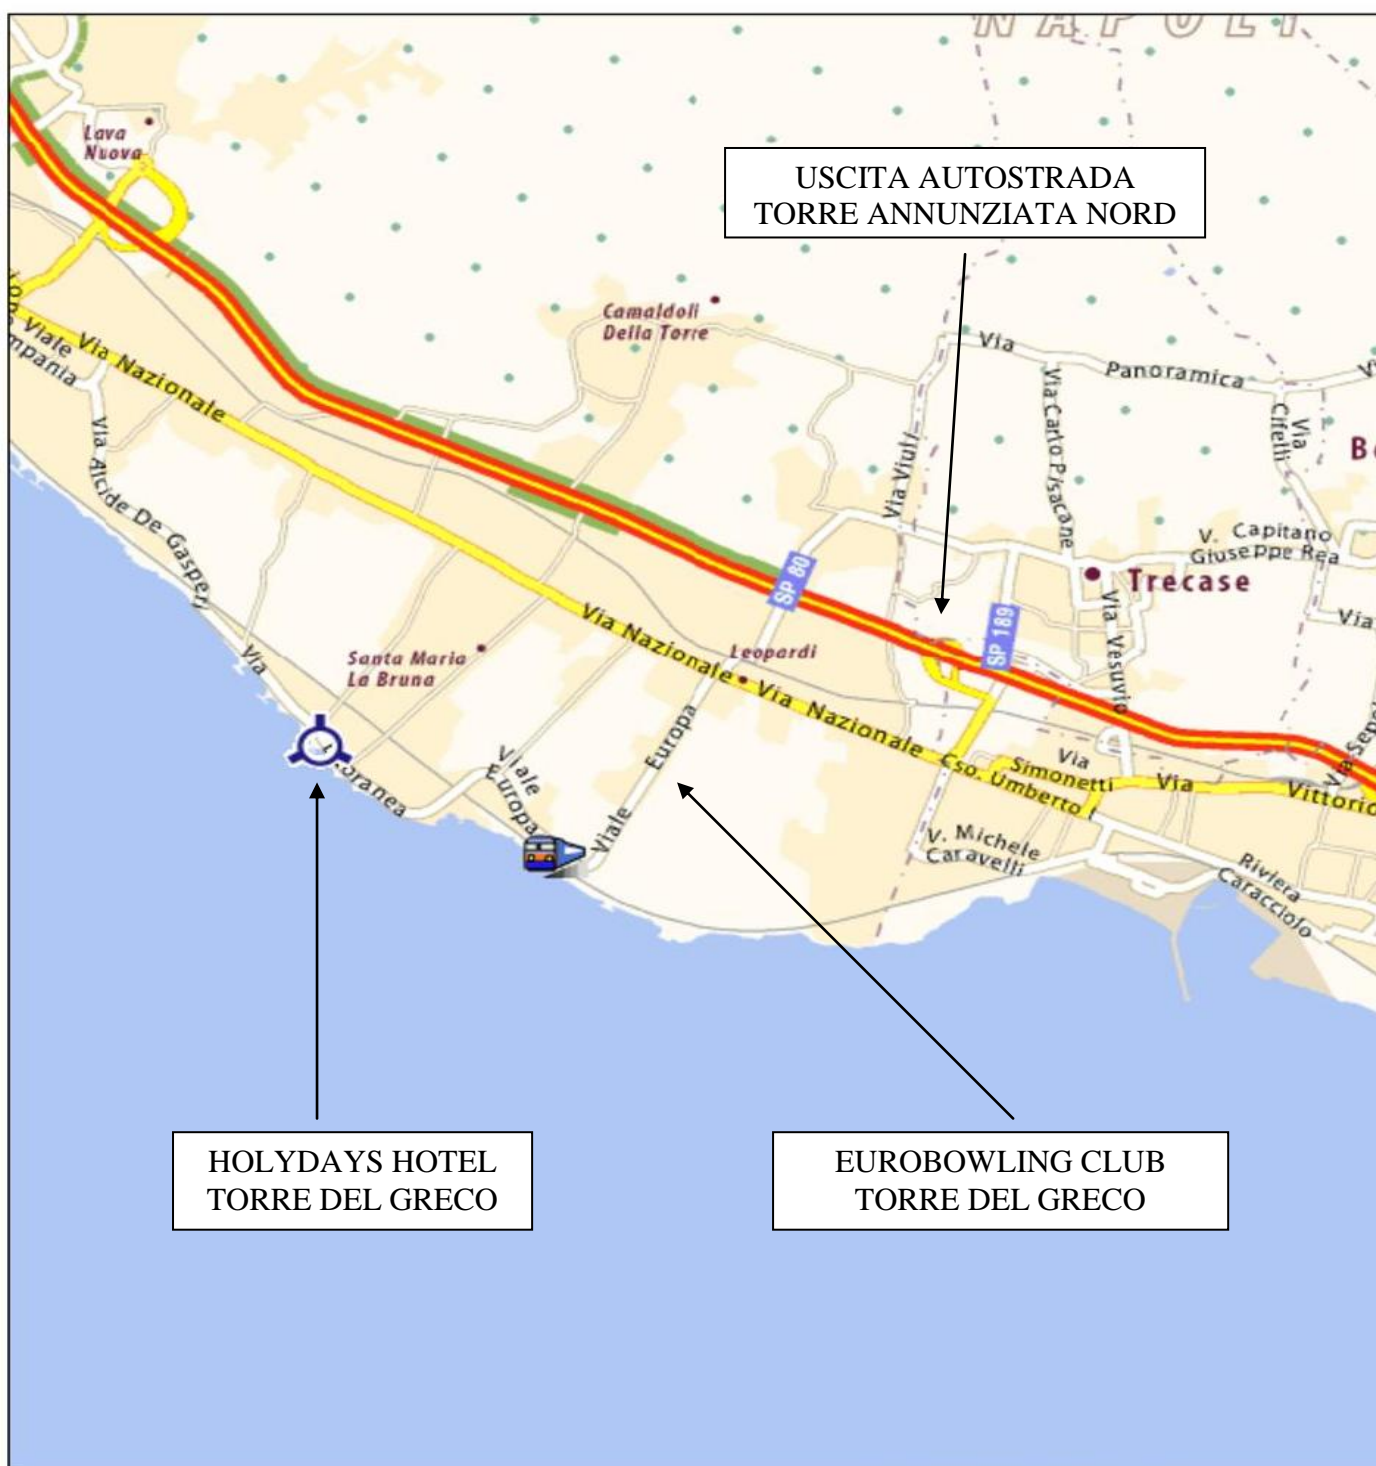 NAPOLI
Lava
Nuova
USCITA AUTOSTRADA
TORRE ANNUNZIATA NORD
Camaldoli
Della Torre
Viale
mpania
Via Nazionale
Via
Panoramica
Via Carlo Pisacane
Via
Cifelli
Via Viuli
Via Alcide De Gasperi
V. Capitano
Giuseppe Rea
Trecase
SP 80
SP 189
Via Vesuvio
Via
Via Nazionale
Leopardi
Via Nazionale
Santa Maria
La Bruna
Via
Viale
Europa
Europa
Viale
Cso. Umberto I
Via
Simonetti
Via
Vittorio
V. Michele
Caravelli
Riviera
Caracciolo
HOLYDAYS HOTEL
TORRE DEL GRECO
EUROBOWLING CLUB
TORRE DEL GRECO